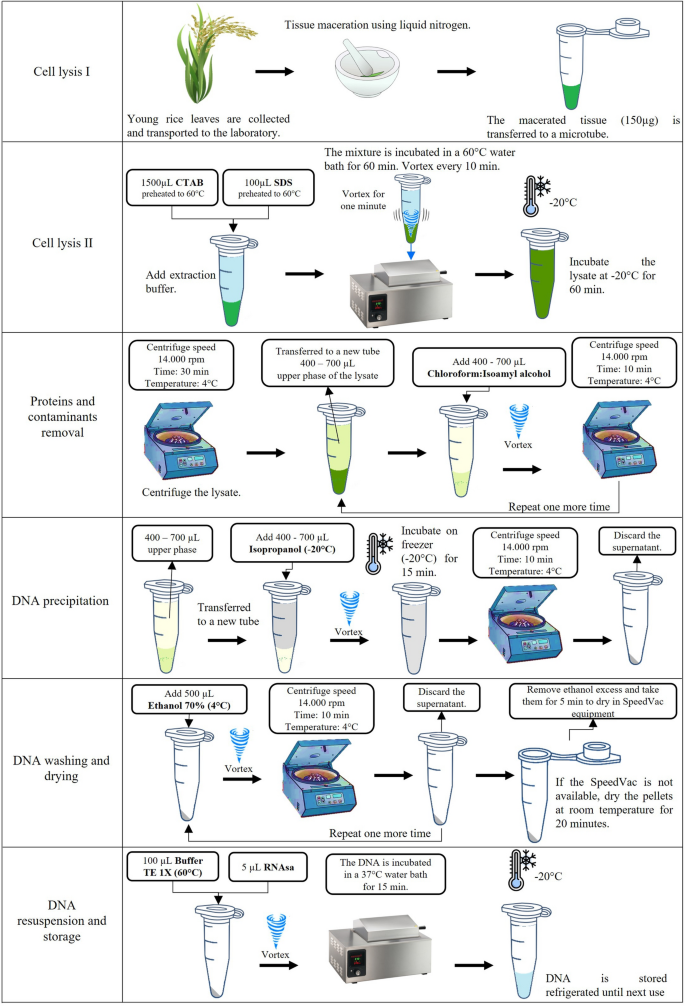 Cell lysis I
Tissue maceration using liquid nitrogen.
Young rice leaves are collected
and transported to the laboratory.
The macerated tissue (150µg) is
transferred to a microtube.
Cell lysis II
1500µL CTAB
preheated to 60°C
100µL SDS
preheated to 60°C
The mixture is incubated in a 60°C water
bath for 60 min. Vortex every 10 min.
Vortex for
one minute
-20°C
Add extraction
buffer.
Incubate the
lysate at -20°C for
60 min.
Proteins and
contaminants
removal
Centrifuge speed
14.000 rpm
Time: 30 min
Temperature: 4°C
Transferred to a new tube
400 – 700 µL
upper phase of the lysate
Add 400 - 700 µL
Chloroform:Isoamyl alcohol
Centrifuge speed
14.000 rpm
Time: 10 min
Temperature: 4°C
Vortex
Centrifuge the lysate.
Repeat one more time
DNA precipitation
400 – 700 µL
upper phase
Add 400 - 700 µL
Isopropanol (-20°C)
Incubate on
freezer
(-20°C) for
15 min.
Centrifuge speed
14.000 rpm
Time: 10 min
Temperature: 4°C
Discard the
supernatant.
Transferred
to a new tube
Vortex
DNA washing and
drying
Add 500 µL
Ethanol 70% (4°C)
Centrifuge speed
14.000 rpm
Time: 10 min
Temperature: 4°C
Discard the
supernatant.
Remove ethanol excess and take
them for 5 min to dry in SpeedVac
equipment
Vortex
If the SpeedVac is not
available, dry the pellets
at room temperature for
20 minutes.
Repeat one more time
DNA
resuspension and
storage
100 µL Buffer
TE 1X (60°C)
5 µL RNAsa
The DNA is incubated
in a 37°C water bath
for 15 min.
-20°C
Vortex
DNA is stored
refrigerated until next use